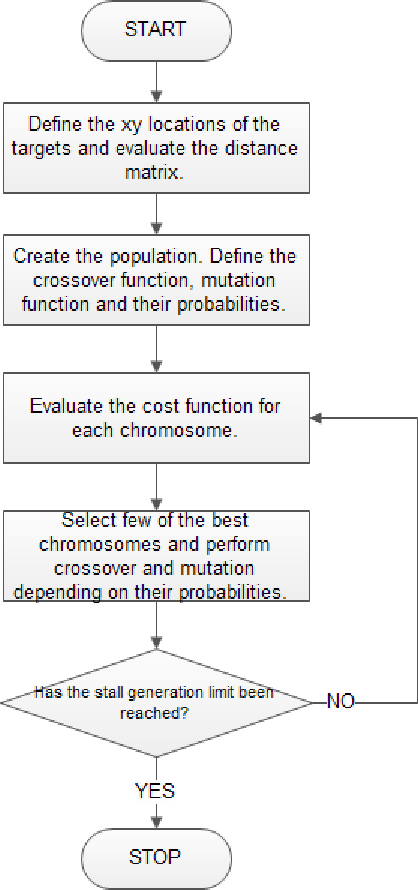 START
Define the xy locations of the
targets and evaluate the distance
matrix.
Create the population. Define the
crossover function, mutation
function and their probabilities.
Evaluate the cost function for
each chromosome.
Select few of the best
chromosomes and perform
crossover and mutation
depending on their probabilities.
Has the stall generation limit been
reached?
NO
YES
STOP